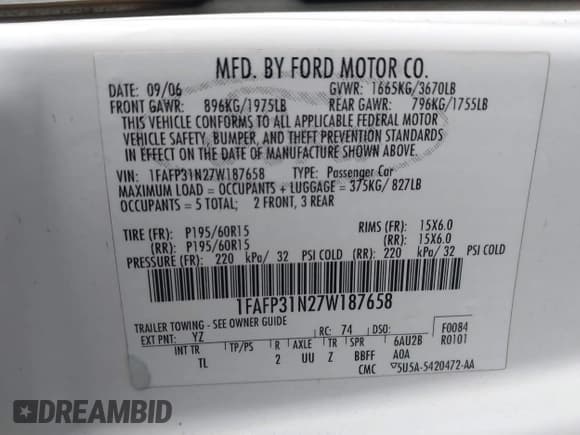 MFD. BY FORD MOTOR CO.
DATE: 09/06 GVWR: 1665KG/3670LB
FRONT GAWR: 896KG/1975LB REAR GAWR: 796KG/1755LB
THIS VEHICLE CONFORMS TO ALL APPLICABLE FEDERAL MOTOR
VEHICLE SAFETY, BUMPER, AND THEFT PREVENTION STANDARDS
IN EFFECT ON THE DATE OF MANUFACTURE SHOWN ABOVE.
VIN: 1FAFP31N27W187658 TYPE: Passenger Car
MAXIMUM LOAD = OCCUPANTS + LUGGAGE = 375KG/ 827LB
OCCUPANTS = 5 TOTAL; 2 FRONT, 3 REAR
TIRE (FR): P195/60R15 RIMS (FR): 15X6.0
(RR): P195/60R15 (RR): 15X6.0
PRESSURE (FR): 220 kPa/ 32 PSI COLD (RR): 220 kPa/ 32 PSI COLD
1FAFP31N27W187658
TRAILER TOWING - SEE OWNER GUIDE
EXT PNT: YZ RC: 74 DSO: F0084
INT TR TP/PS R AXLE TR SPR 6AU2B R0101
TL 2 UU Z BBFF A0A
CMC ▽5U5A-5420472-AA
AUTOBIDMASTER